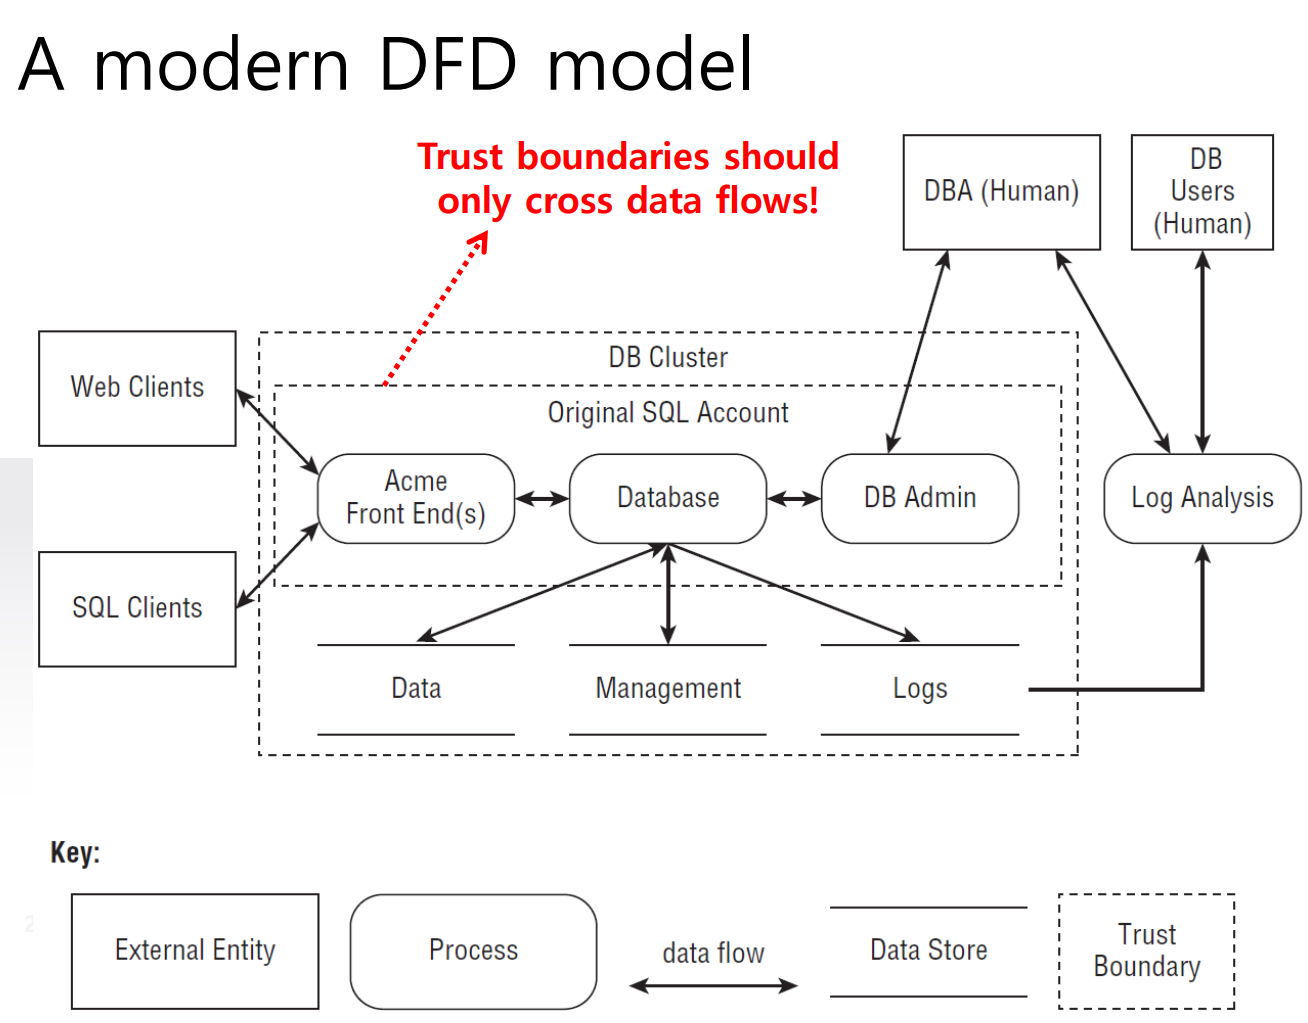 A modern DFD model
Trust boundaries should
only cross data flows!
DBA (Human)
DB
Users
(Human)
Web Clients
DB Cluster
Original SQL Account
Acme
Front End(s)
Database
DB Admin
Log Analysis
SQL Clients
Data
Management
Logs
Key:
External Entity
Process
data flow
Data Store
Trust
Boundary
2